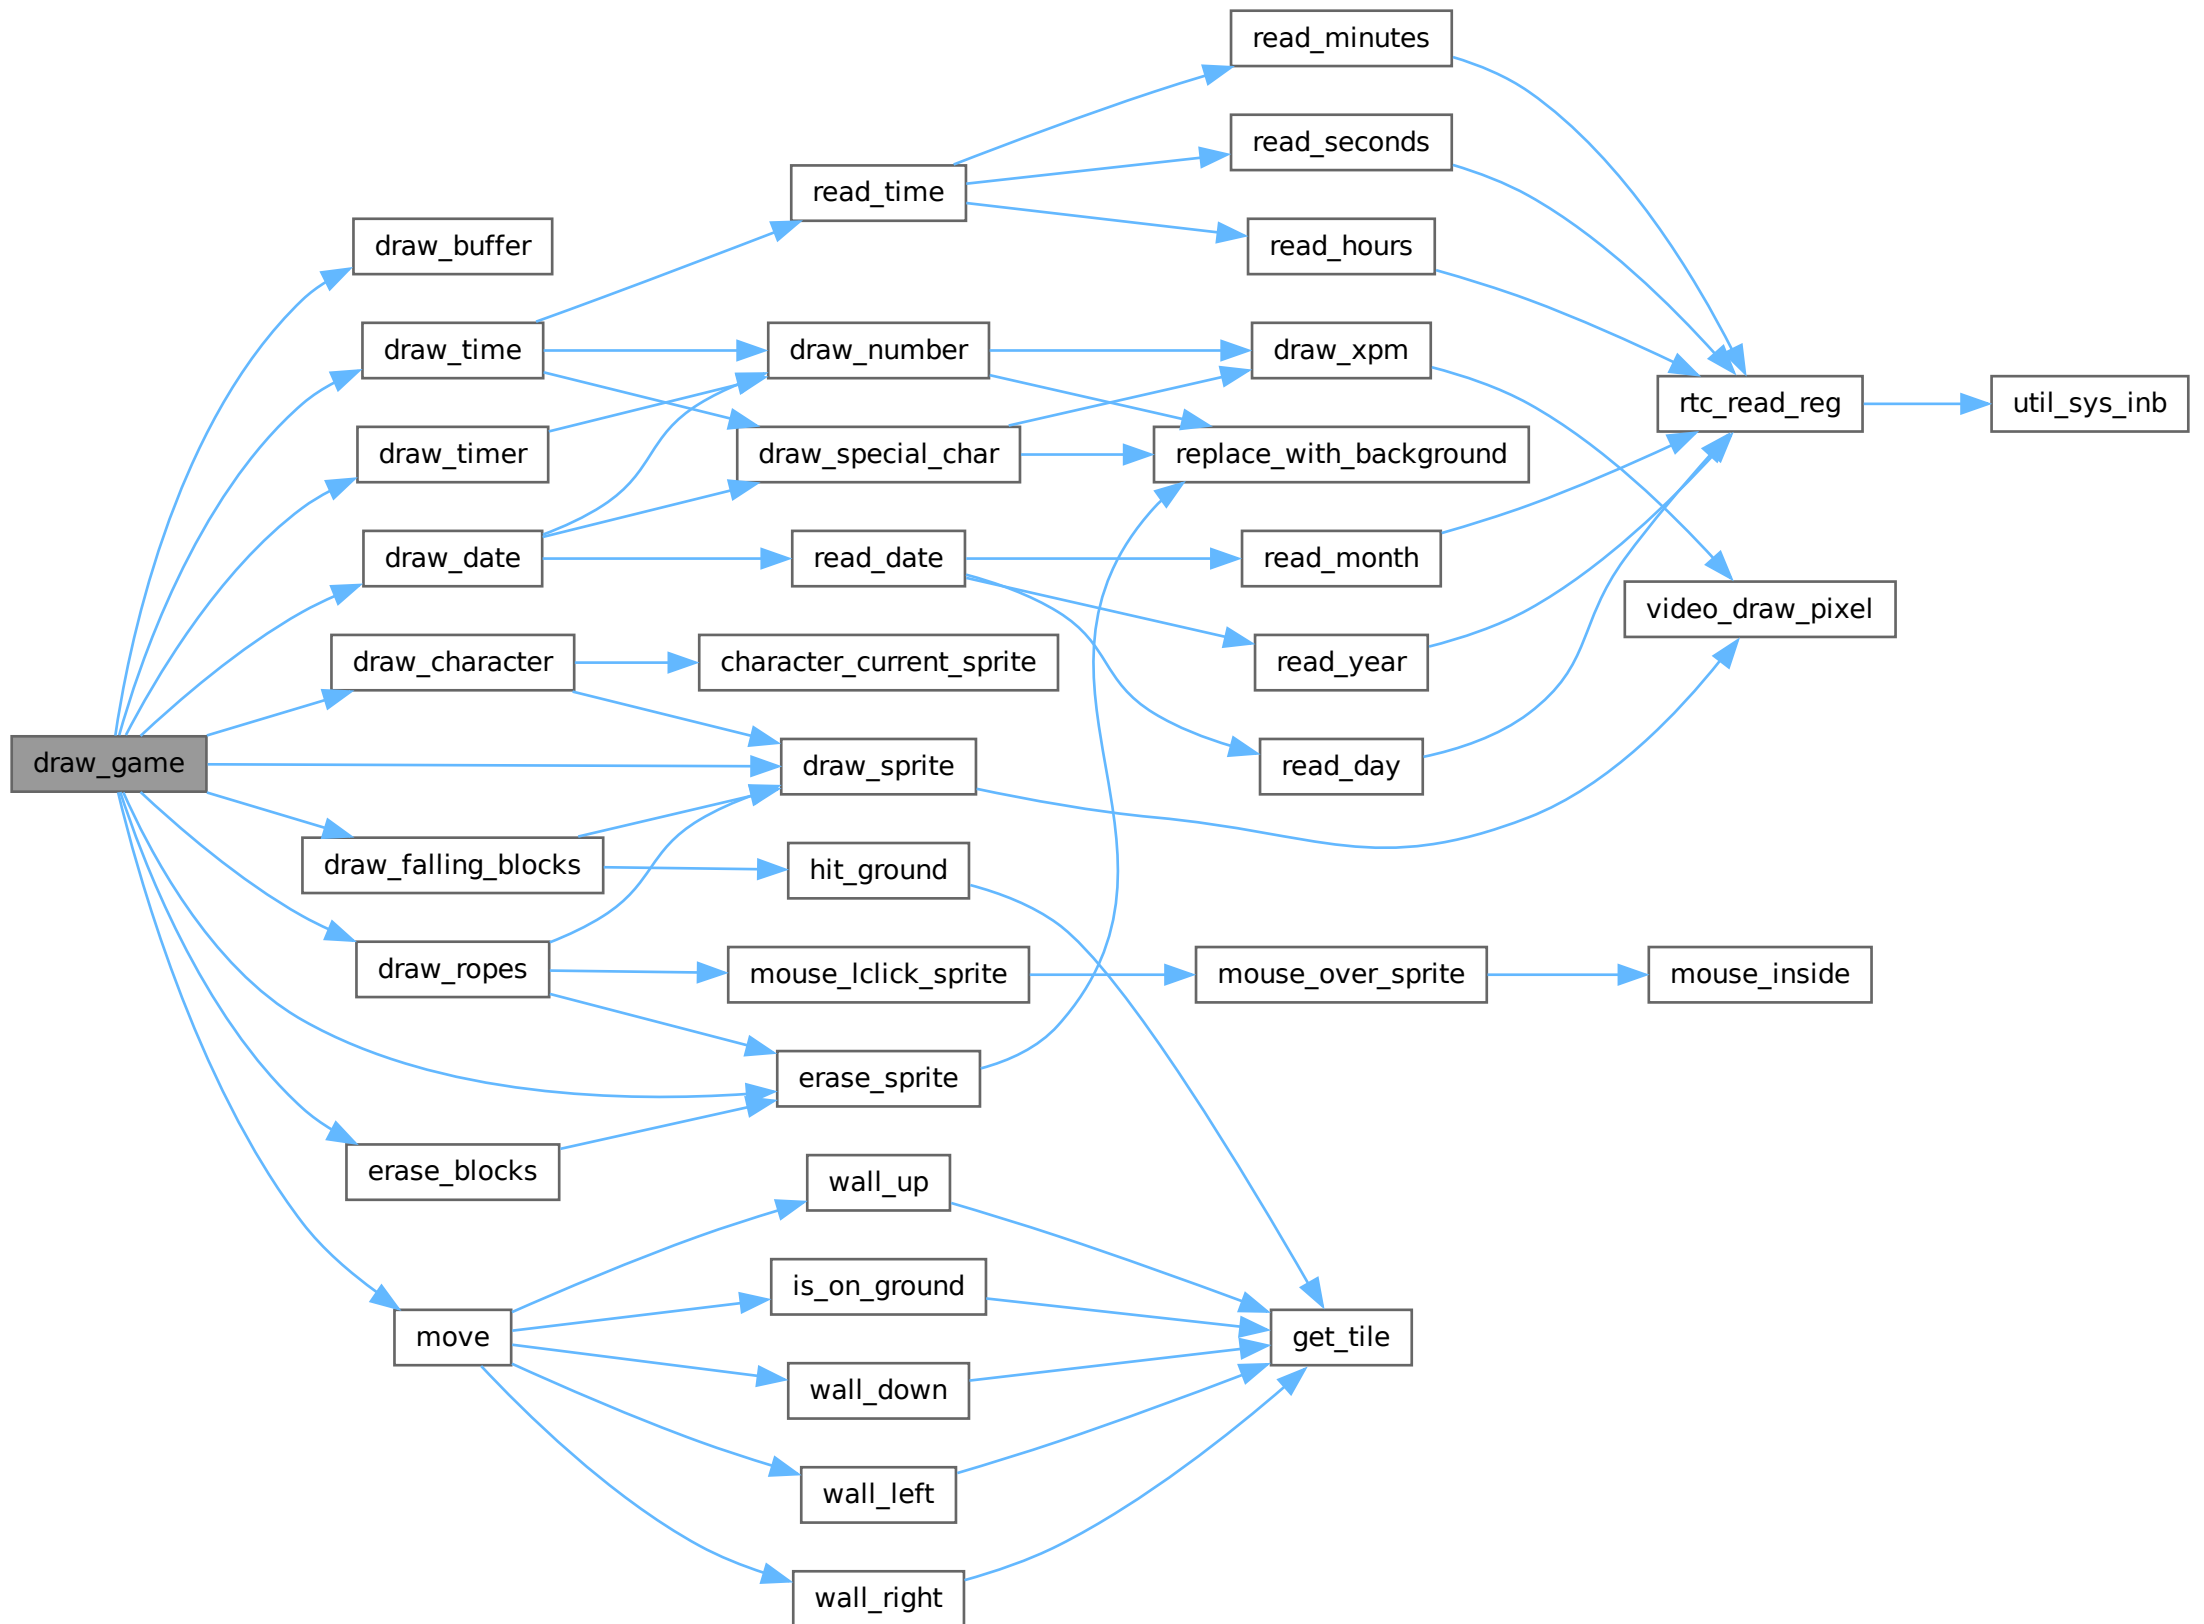 draw_game
draw_buffer
draw_time
draw_timer
draw_date
draw_character
draw_falling_blocks
draw_ropes
erase_blocks
move
read_time
draw_number
draw_special_char
read_date
character_current_sprite
draw_sprite
hit_ground
mouse_lclick_sprite
erase_sprite
wall_up
is_on_ground
wall_down
wall_left
wall_right
read_minutes
read_seconds
read_hours
draw_xpm
replace_with_background
read_month
read_year
read_day
mouse_over_sprite
get_tile
rtc_read_reg
video_draw_pixel
mouse_inside
util_sys_inb